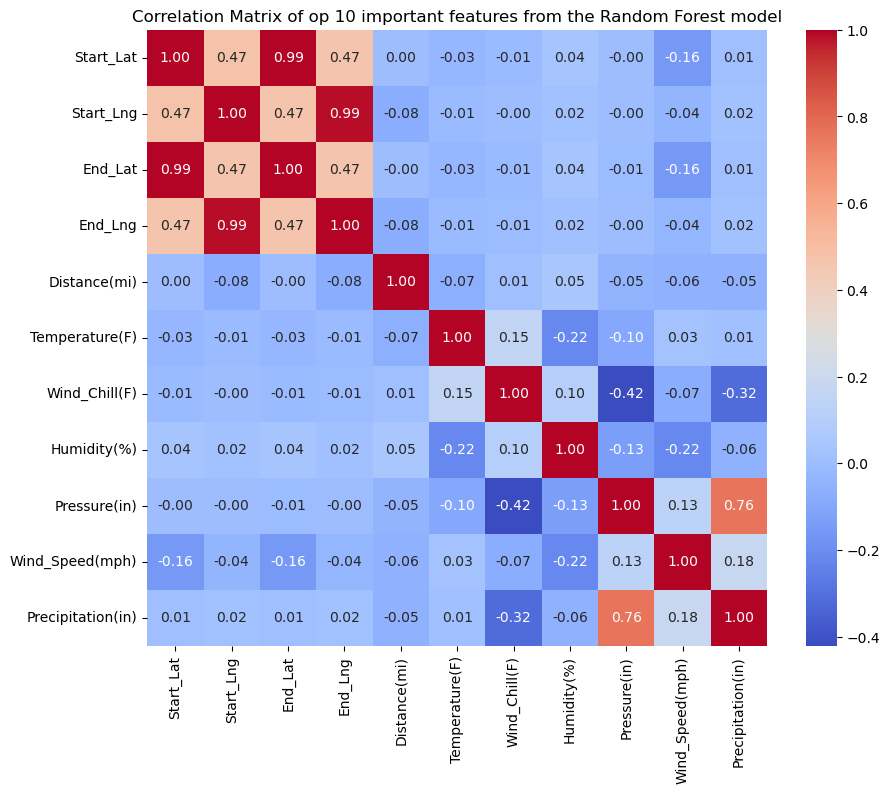 Correlation Matrix of op 10 important features from the Random Forest model
Start_Lat 1.00 0.47 0.99 0.47 0.00 -0.03 -0.01 0.04 -0.00 -0.16 0.01
Start_Lng 0.47 1.00 0.47 0.99 -0.08 -0.01 -0.00 0.02 -0.00 -0.04 0.02
End_Lat 0.99 0.47 1.00 0.47 -0.00 -0.03 -0.01 0.04 -0.01 -0.16 0.01
End_Lng 0.47 0.99 0.47 1.00 -0.08 -0.01 -0.01 0.02 -0.00 -0.04 0.02
Distance(mi) 0.00 -0.08 -0.00 -0.08 1.00 -0.07 0.01 0.05 -0.05 -0.06 -0.05
Temperature(F) -0.03 -0.01 -0.03 -0.01 -0.07 1.00 0.15 -0.22 -0.10 0.03 0.01
Wind_Chill(F) -0.01 -0.00 -0.01 -0.01 0.01 0.15 1.00 0.10 -0.42 -0.07 -0.32
Humidity(%) 0.04 0.02 0.04 0.02 0.05 -0.22 0.10 1.00 -0.13 -0.22 -0.06
Pressure(in) -0.00 -0.00 -0.01 -0.00 -0.05 -0.10 -0.42 -0.13 1.00 0.13 0.76
Wind_Speed(mph) -0.16 -0.04 -0.16 -0.04 -0.06 0.03 -0.07 -0.22 0.13 1.00 0.18
Precipitation(in) 0.01 0.02 0.01 0.02 -0.05 0.01 -0.32 -0.06 0.76 0.18 1.00
Start_Lat
Start_Lng
End_Lat
End_Lng
Distance(mi)
Temperature(F)
Wind_Chill(F)
Humidity(%)
Pressure(in)
Wind_Speed(mph)
Precipitation(in)
1.0
0.8
0.6
0.4
0.2
0.0
−0.2
−0.4